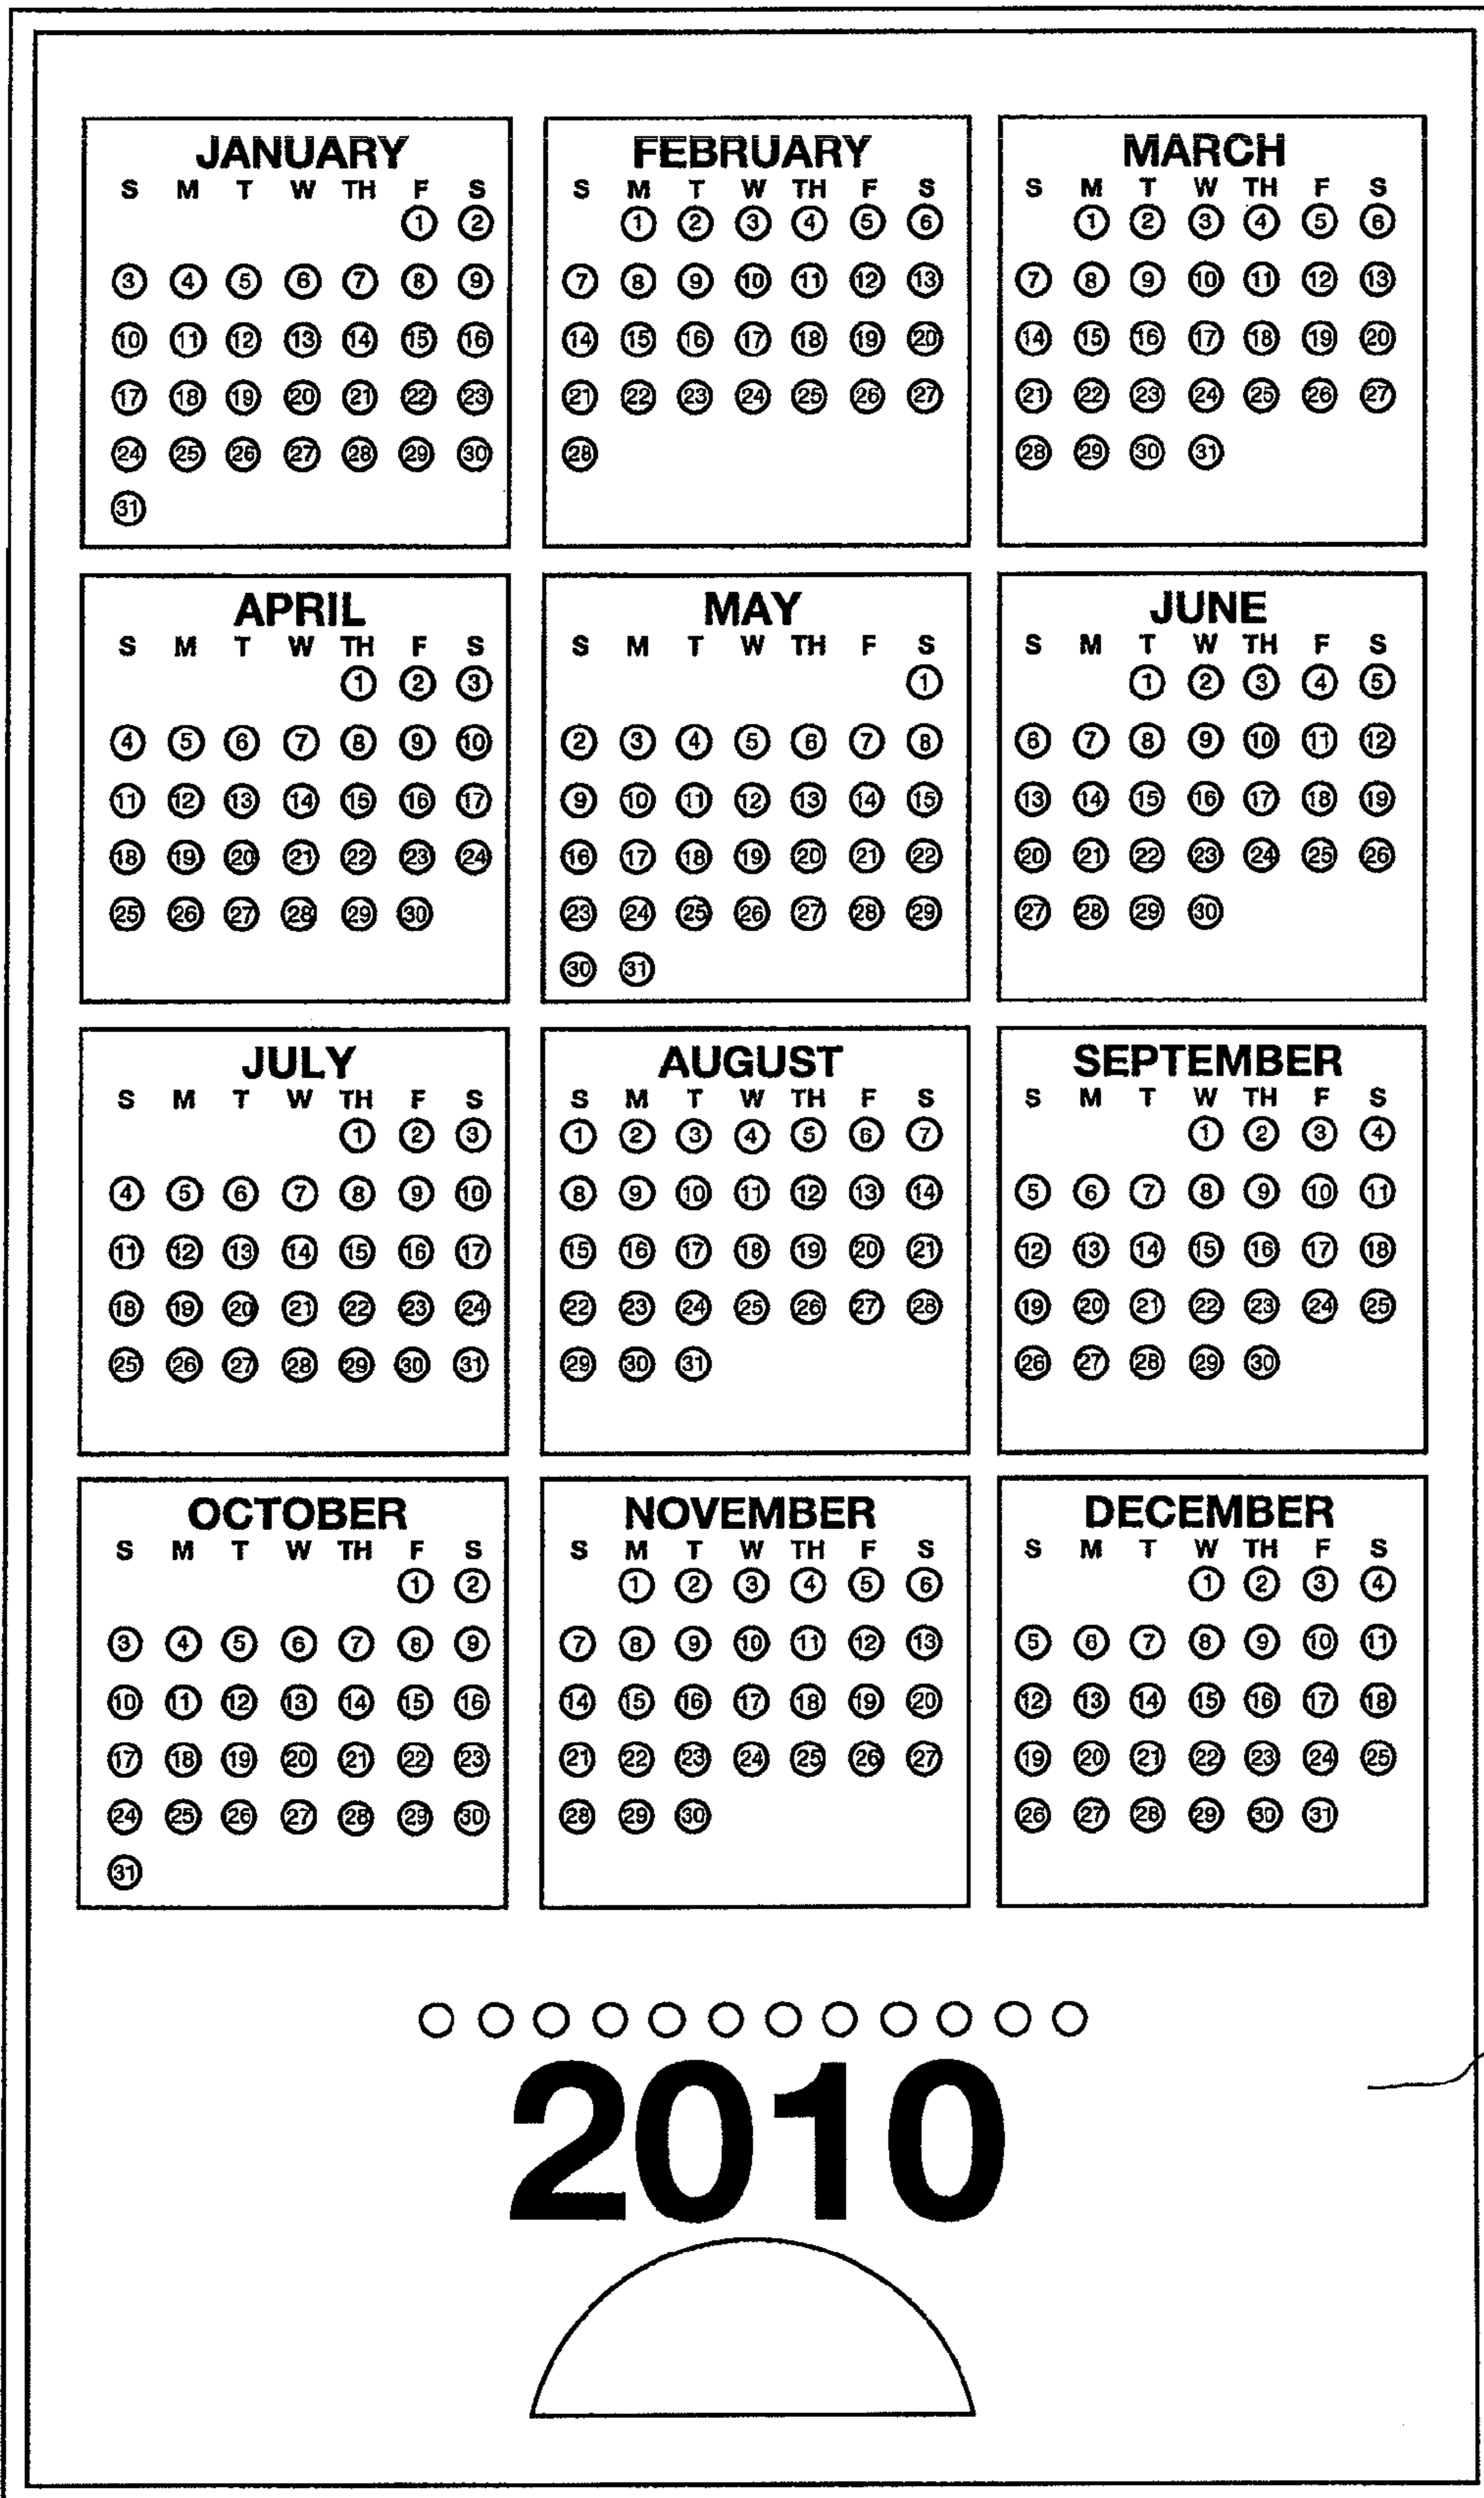 JANUARY
S M T W TH F S
1 2
3 4 5 6 7 8 9
10 11 12 13 14 15 16
17 18 19 20 21 22 23
24 25 26 27 28 29 30
31
FEBRUARY
S M T W TH F S
1 2 3 4 5 6
7 8 9 10 11 12 13
14 15 16 17 18 19 20
21 22 23 24 25 26 27
28
MARCH
S M T W TH F S
1 2 3 4 5 6
7 8 9 10 11 12 13
14 15 16 17 18 19 20
21 22 23 24 25 26 27
28 29 30 31
APRIL
S M T W TH F S
1 2 3
4 5 6 7 8 9 10
11 12 13 14 15 16 17
18 19 20 21 22 23 24
25 26 27 28 29 30
MAY
S M T W TH F S
1
2 3 4 5 6 7 8
9 10 11 12 13 14 15
16 17 18 19 20 21 22
23 24 25 26 27 28 29
30 31
JUNE
S M T W TH F S
1 2 3 4 5
6 7 8 9 10 11 12
13 14 15 16 17 18 19
20 21 22 23 24 25 26
27 28 29 30
JULY
S M T W TH F S
1 2 3
4 5 6 7 8 9 10
11 12 13 14 15 16 17
18 19 20 21 22 23 24
25 26 27 28 29 30 31
AUGUST
S M T W TH F S
1 2 3 4 5 6 7
8 9 10 11 12 13 14
15 16 17 18 19 20 21
22 23 24 25 26 27 28
29 30 31
SEPTEMBER
S M T W TH F S
1 2 3 4
5 6 7 8 9 10 11
12 13 14 15 16 17 18
19 20 21 22 23 24 25
26 27 28 29 30
OCTOBER
S M T W TH F S
1 2
3 4 5 6 7 8 9
10 11 12 13 14 15 16
17 18 19 20 21 22 23
24 25 26 27 28 29 30
31
NOVEMBER
S M T W TH F S
1 2 3 4 5 6
7 8 9 10 11 12 13
14 15 16 17 18 19 20
21 22 23 24 25 26 27
28 29 30
DECEMBER
S M T W TH F S
1 2 3 4
5 6 7 8 9 10 11
12 13 14 15 16 17 18
19 20 21 22 23 24 25
26 27 28 29 30 31
2010